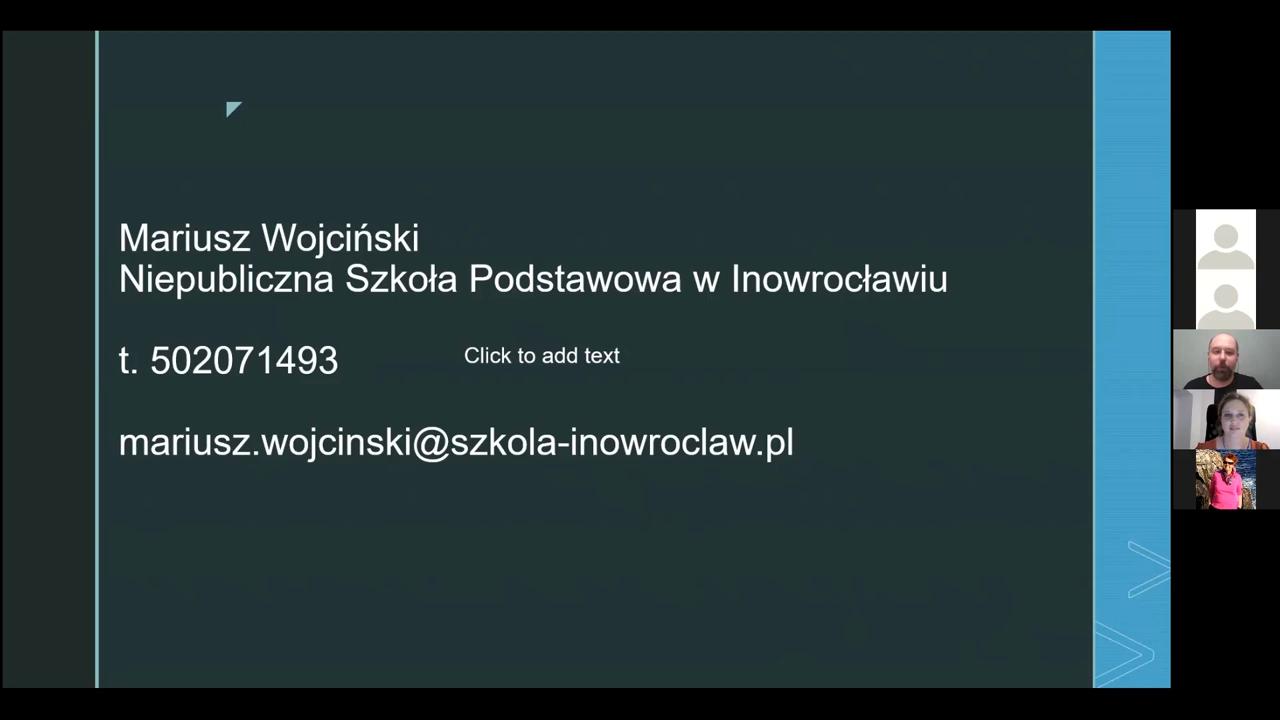 Mariusz Wojciński
Niepubliczna Szkoła Podstawowa w Inowrocławiu
t. 502071493
Click to add text
mariusz.wojcinski@szkola-inowroclaw.pl